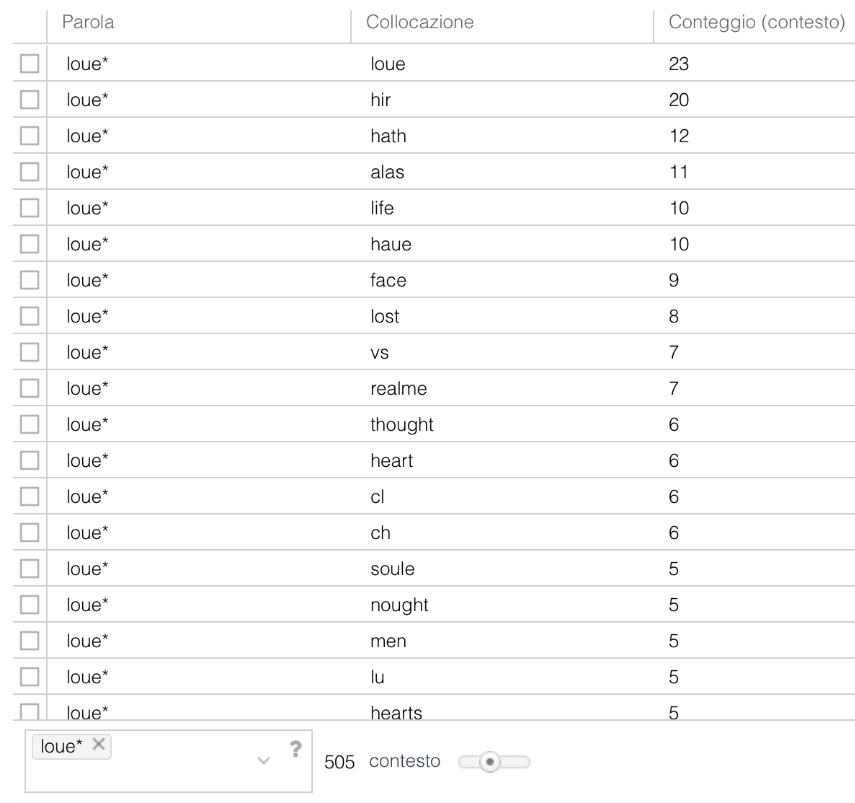 Parola Collocazione Conteggio (contesto)
loue* loue 23
loue* hir 20
loue* hath 12
loue* alas 11
loue* life 10
loue* haue 10
loue* face 9
loue* lost 8
loue* vs 7
loue* realme 7
loue* thought 6
loue* heart 6
loue* cl 6
loue* ch 6
loue* soule 5
loue* nought 5
loue* men 5
loue* lu 5
loue* hearts 5
loue* ? 505 contesto